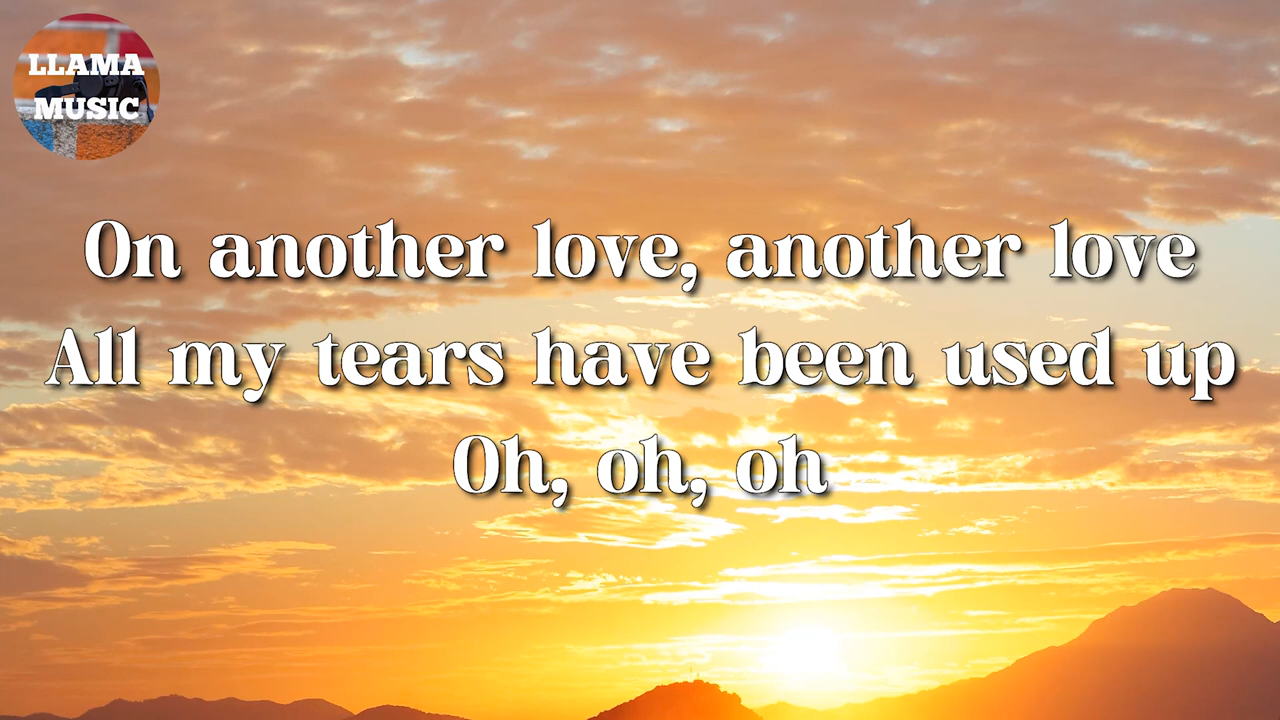 LLAMA
MUSIC
On another love, another love
All my tears have been used up
Oh, oh, oh